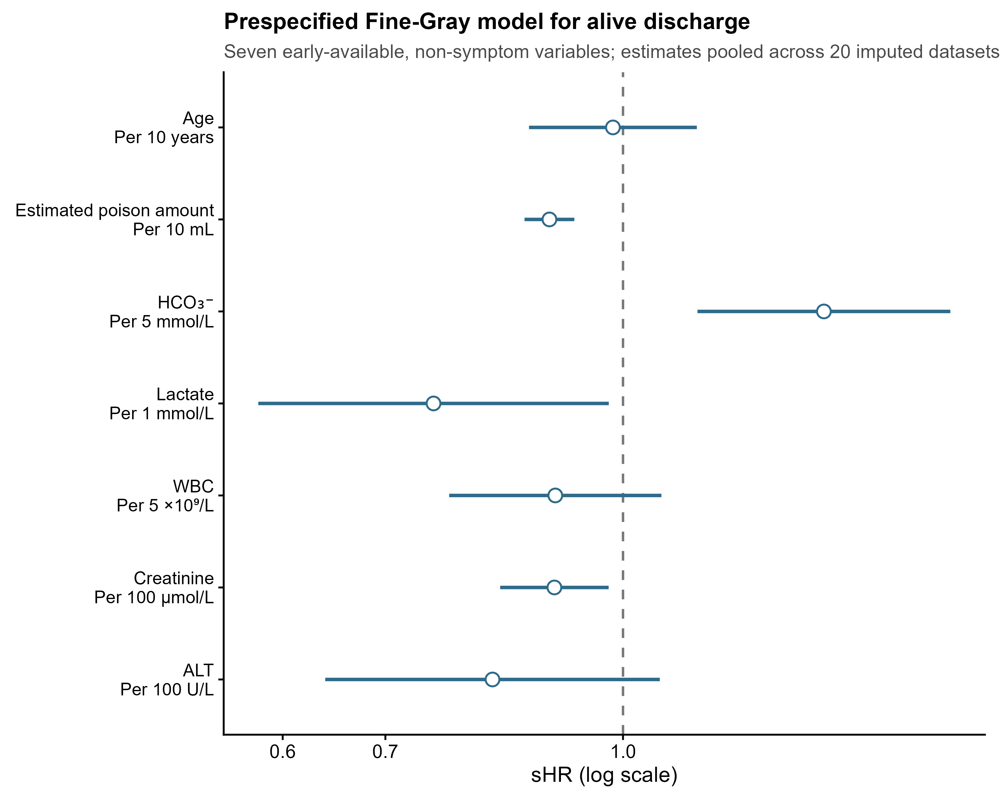 Prespecified Fine-Gray model for alive discharge
Seven early-available, non-symptom variables; estimates pooled across 20 imputed datasets
Age
Per 10 years
Estimated poison amount
Per 10 mL
HCO₃⁻
Per 5 mmol/L
Lactate
Per 1 mmol/L
WBC
Per 5 ×10⁹/L
Creatinine
Per 100 μmol/L
ALT
Per 100 U/L
0.6 0.7 1.0
sHR (log scale)